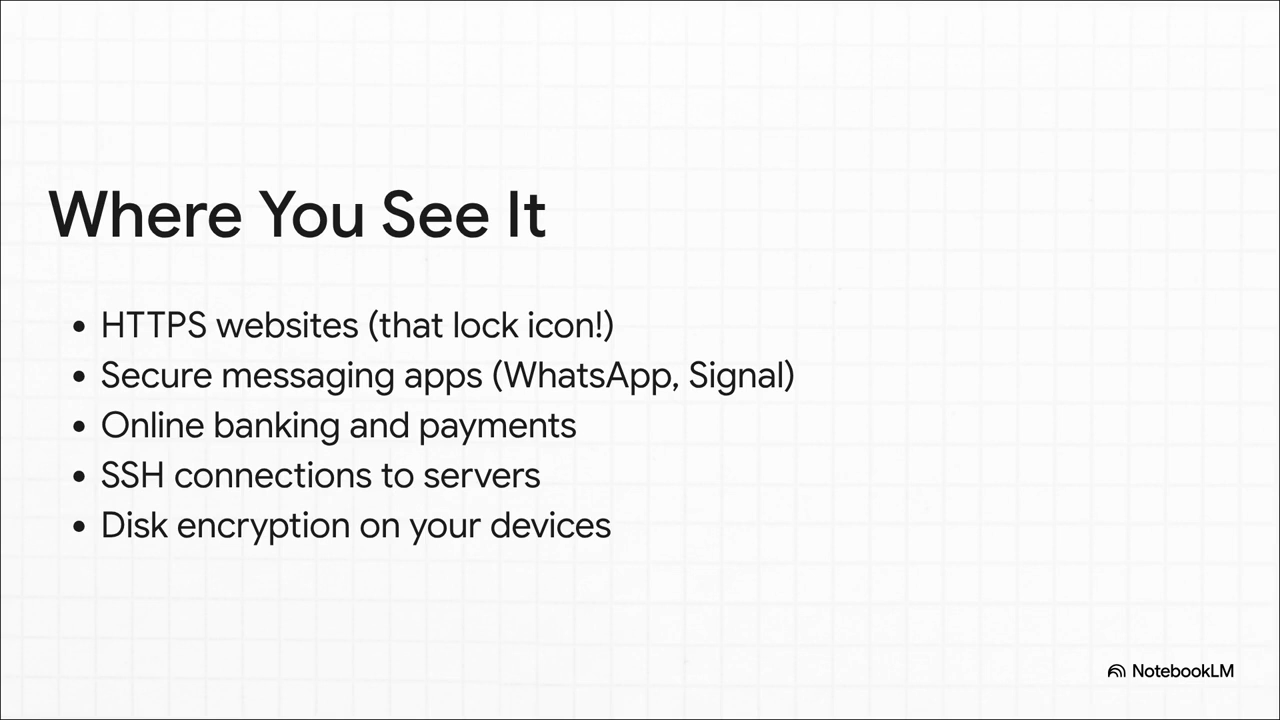 Where You See It
• HTTPS websites (that lock icon!)
• Secure messaging apps (WhatsApp, Signal)
• Online banking and payments
• SSH connections to servers
• Disk encryption on your devices
NotebookLM